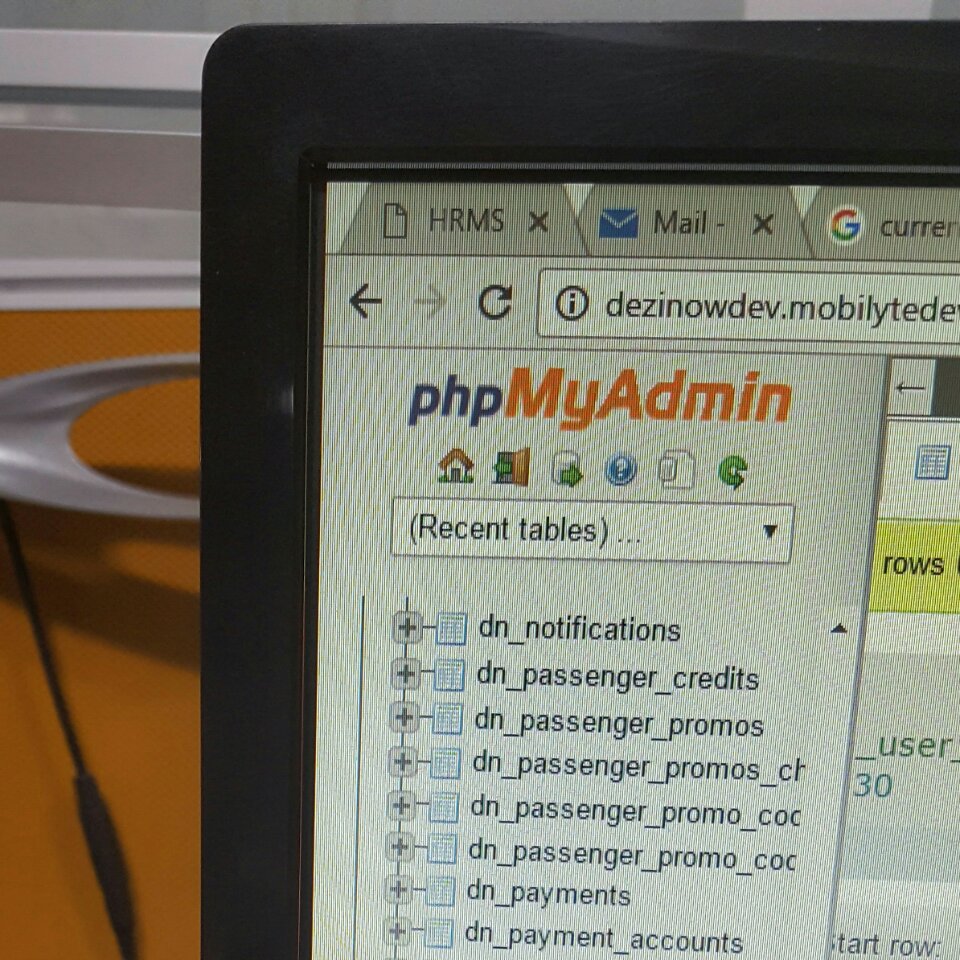 HRMS Mail - curren
dezinowdev.mobilytedev
phpMyAdmin
(Recent tables) ...
rows
dn_notifications
dn_passenger_credits
dn_passenger_promos
_user_
dn_passenger_promos_ch
30
dn_passenger_promo_coc
dn_passenger_promo_coc
dn_payments
dn_payment_accounts
tart row: